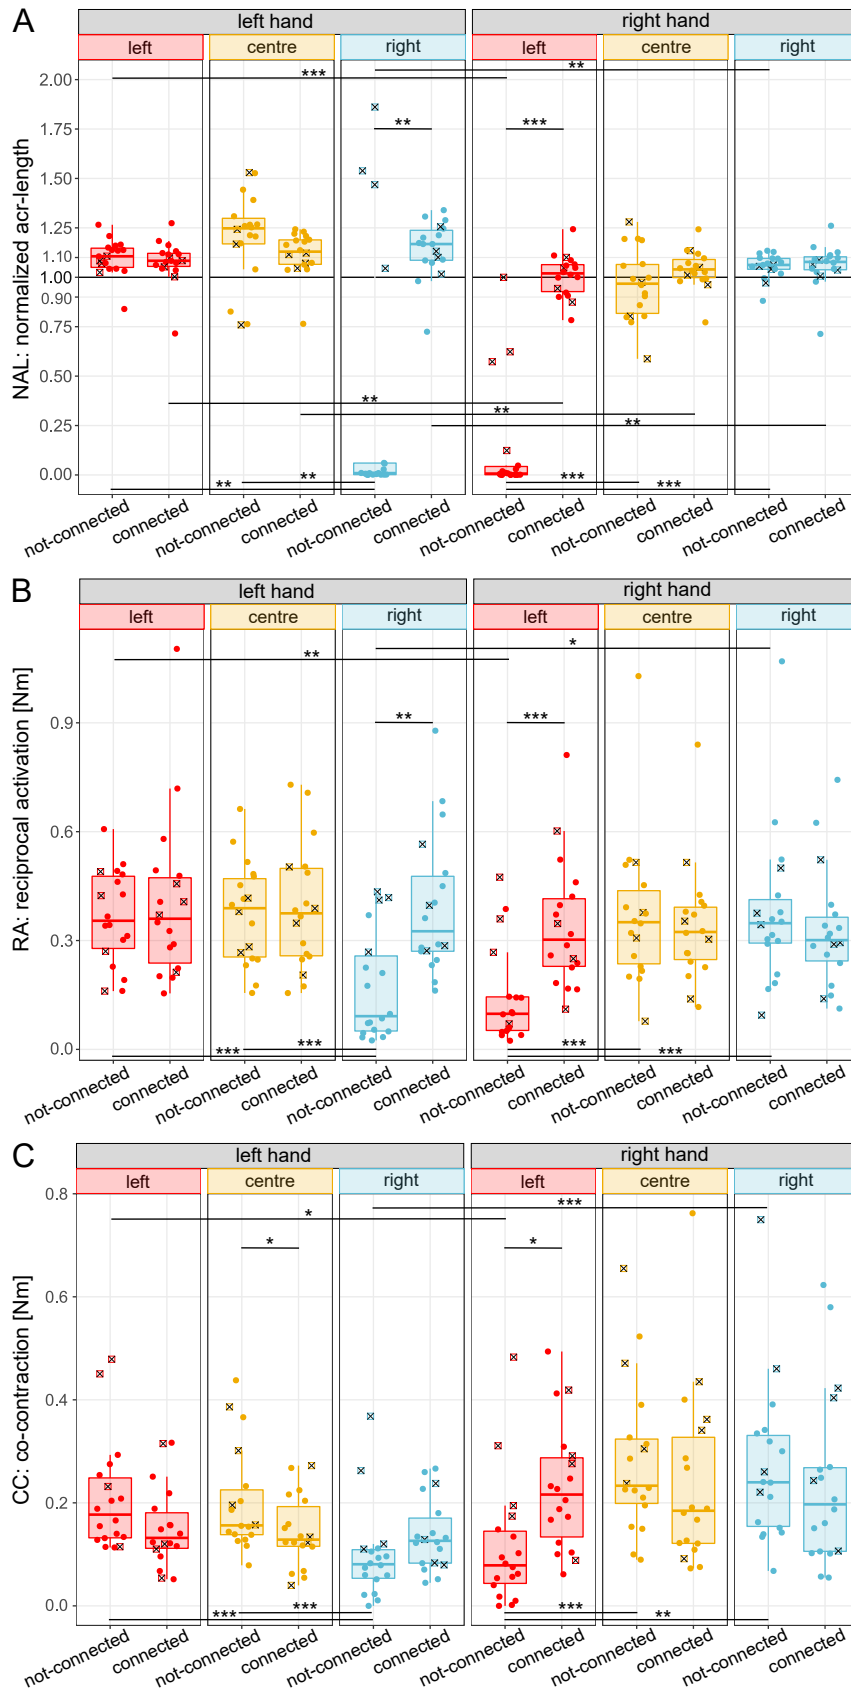 A
left hand
right hand
left
centre
right
left
centre
right
NAL: normalized acr-length
2.00
1.75
1.50
1.25
1.10
1.00
0.90
0.75
0.50
0.25
0.00
***
**
**
***
**
**
**
**
**
***
***
not-connected
connected
not-connected
connected
not-connected
connected
not-connected
connected
not-connected
connected
not-connected
connected
B
left hand
right hand
left
centre
right
left
centre
right
RA: reciprocal activation [Nm]
0.9
0.6
0.3
0.0
*
**
**
***
***
***
***
***
not-connected
connected
not-connected
connected
not-connected
connected
not-connected
connected
not-connected
connected
not-connected
connected
C
left hand
right hand
left
centre
right
left
centre
right
CC: co-contraction [Nm]
0.8
0.6
0.4
0.2
0.0
***
*
*
*
***
***
***
**
not-connected
connected
not-connected
connected
not-connected
connected
not-connected
connected
not-connected
connected
not-connected
connected